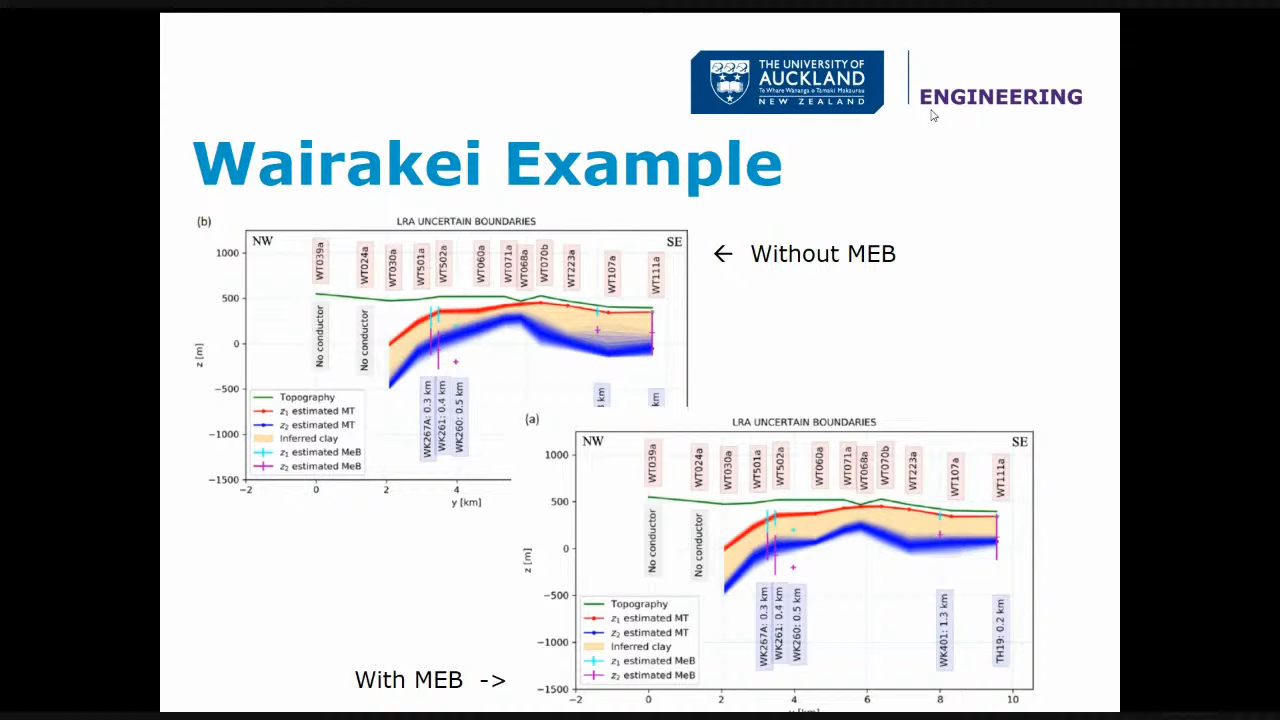 THE UNIVERSITY OF
AUCKLAND
Te Whare Wānanga o Tāmaki Makaurau
NEW ZEALAND
ENGINEERING
Wairakei Example
(b)
LRA UNCERTAIN BOUNDARIES
NW
SE
WT039a
WT024a
WT030a
WT501a
WT502a
WT060a
WT071a
WT068a
WT070b
WT223a
WT107a
WT111a
1000
500
0
−500
−1000
−1500
z [m]
No conductor
No conductor
WK267A: 0.3 km
WK261: 0.4 km
WK260: 0.5 km
km
km
Topography
z₁ estimated MT
z₂ estimated MT
Inferred clay
z₁ estimated MeB
z₂ estimated MeB
−2
0
2
4
y [km]
← Without MEB
(a)
LRA UNCERTAIN BOUNDARIES
NW
SE
WT039a
WT024a
WT030a
WT501a
WT502a
WT060a
WT071a
WT068a
WT070b
WT223a
WT107a
WT111a
1000
500
0
−500
−1000
−1500
z [m]
No conductor
No conductor
WK267A: 0.3 km
WK261: 0.4 km
WK260: 0.5 km
WK401: 1.3 km
TH19: 0.2 km
Topography
z₁ estimated MT
z₂ estimated MT
Inferred clay
z₁ estimated MeB
z₂ estimated MeB
−2
0
2
4
6
8
10
y [km]
With MEB ->